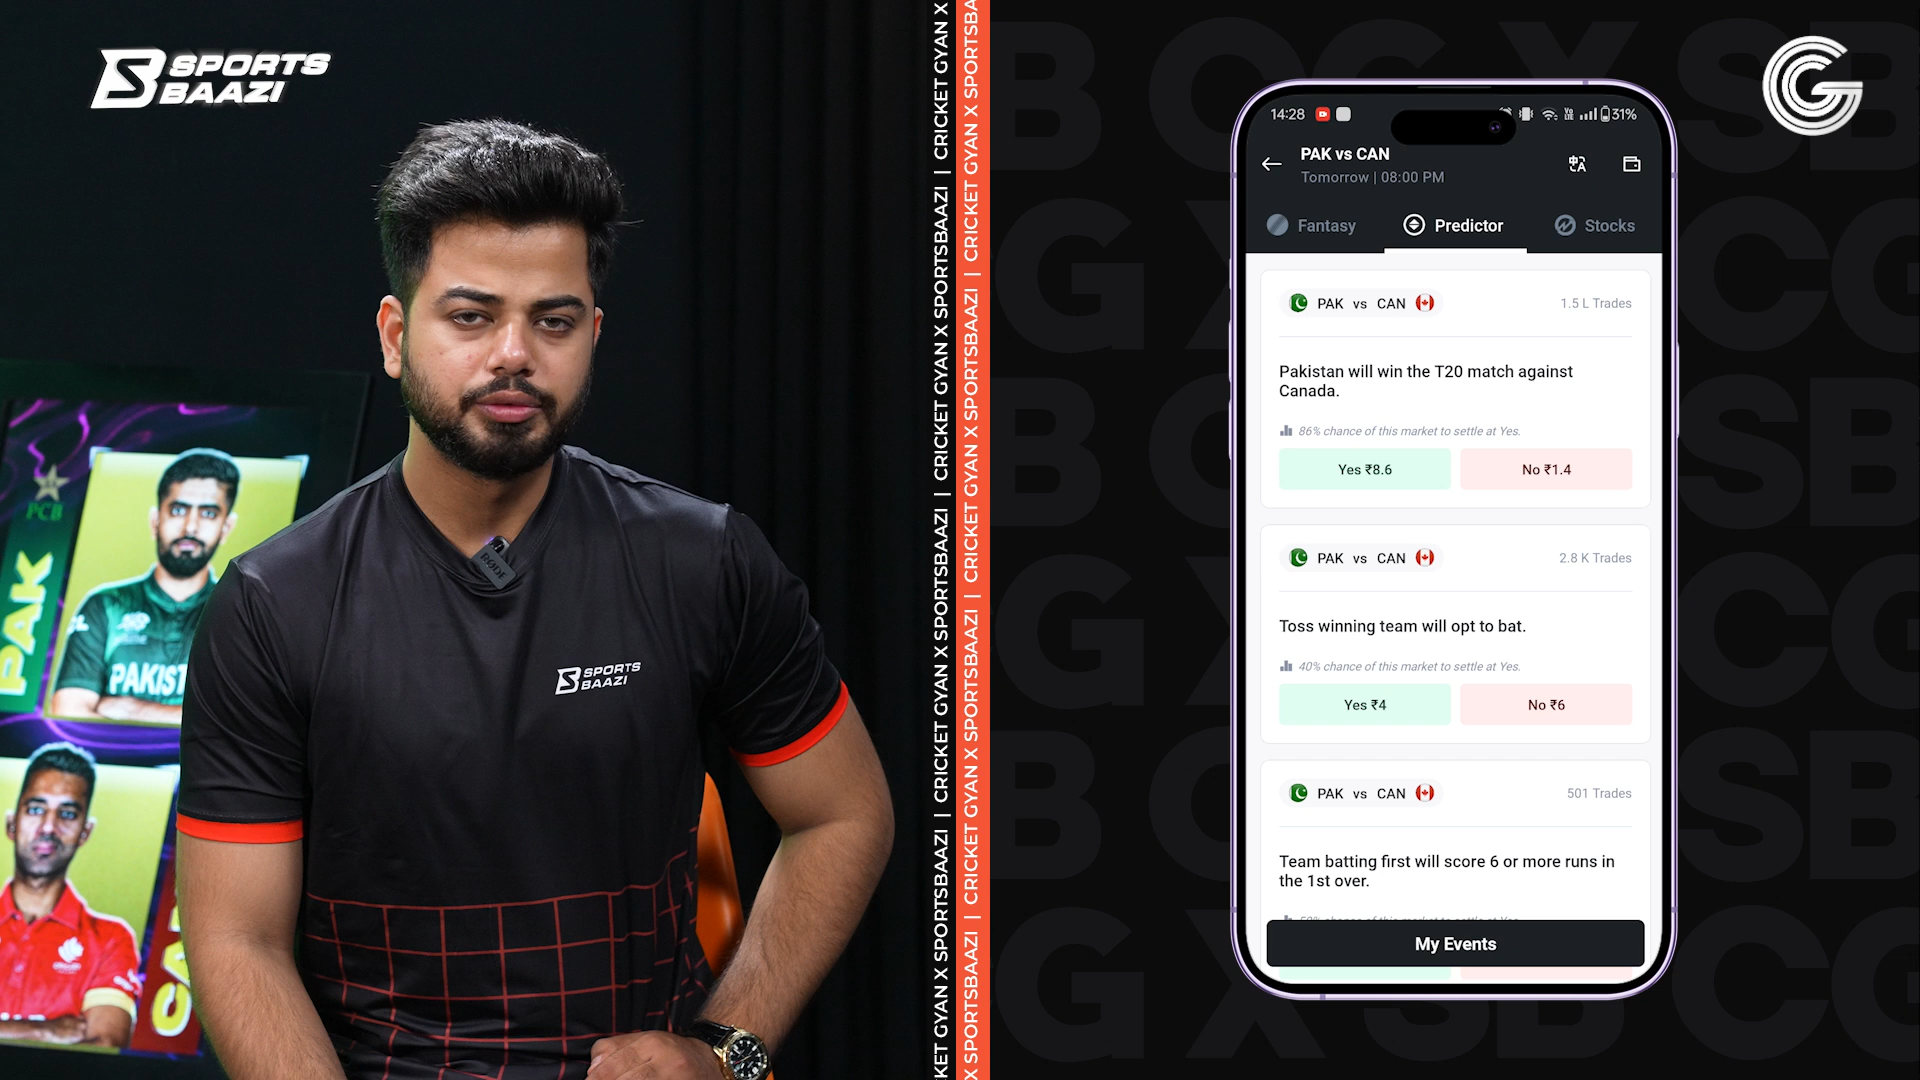 SPORTS
BAAZI
PCB
PAK
PAKIST
RØDE
SPORTS
BAAZI
CRICKET GYAN X SPORTSBAAZI | CRICKET GYAN X SPORTSBAAZI | CRICKET GYAN X SPORTSBAAZI | CRICKET GYAN X
X SPORTSBAAZI | CRICKET GYAN X SPORTSBAAZI | CRICKET GYAN X SPORTSBAAZI | CRICKET GYAN X SPORTSBAAZI
14:28
31%
PAK vs CAN
Tomorrow | 08:00 PM
Fantasy
Predictor
Stocks
PAK vs CAN
1.5 L Trades
Pakistan will win the T20 match against
Canada.
86% chance of this market to settle at Yes.
Yes ₹8.6
No ₹1.4
PAK vs CAN
2.8 K Trades
Toss winning team will opt to bat.
40% chance of this market to settle at Yes.
Yes ₹4
No ₹6
PAK vs CAN
501 Trades
Team batting first will score 6 or more runs in
the 1st over.
My Events